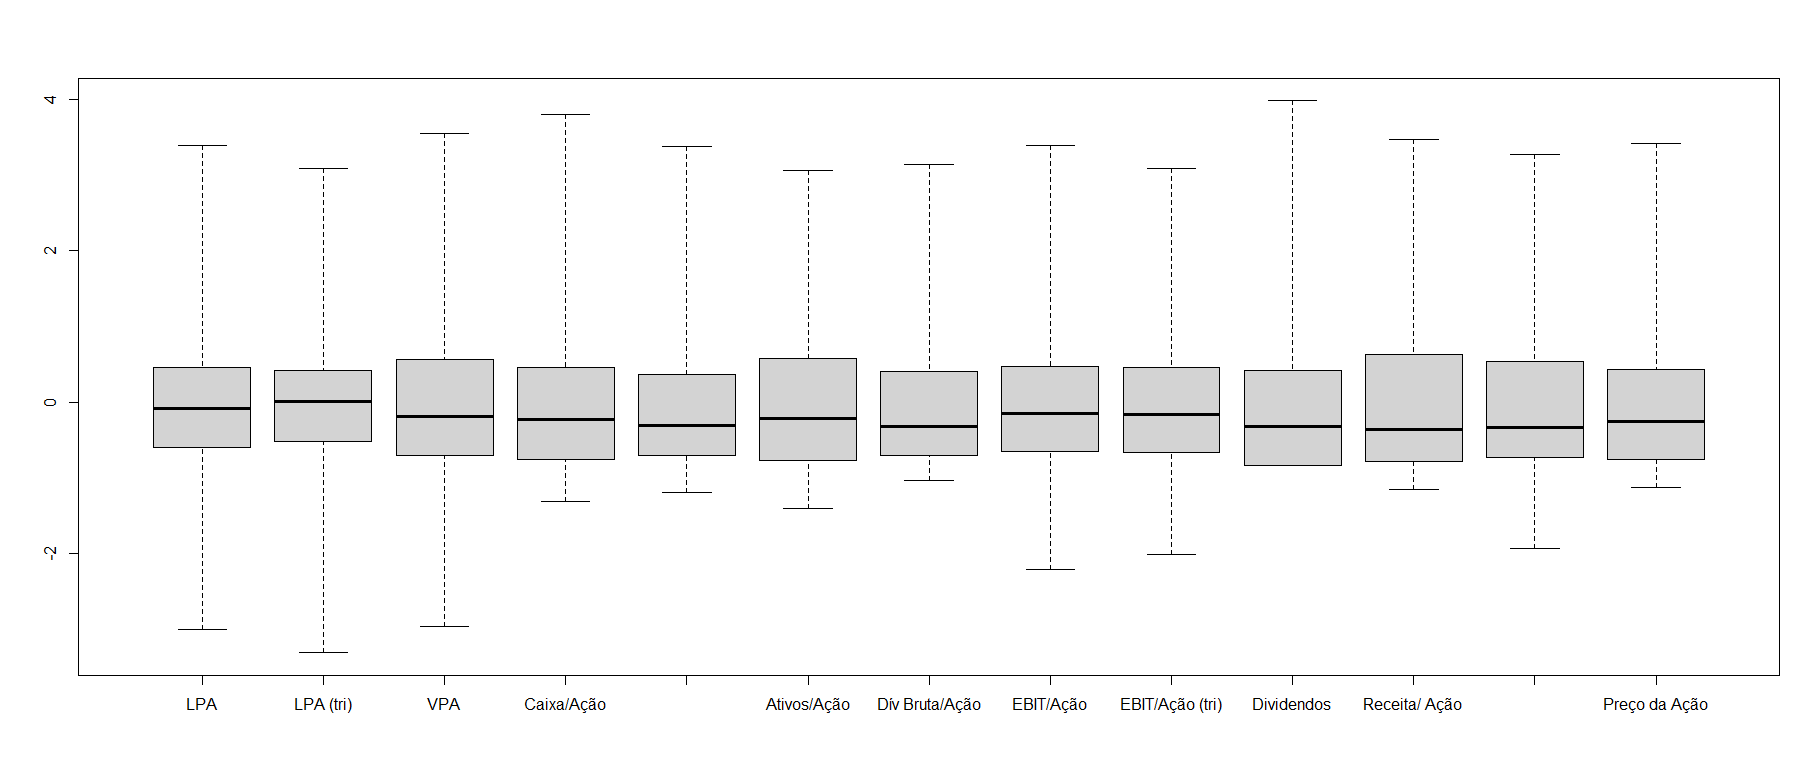 4
2
0
-2
LPA
LPA (tri)
VPA
Caixa/Ação
Ativos/Ação
Dív Bruta/Ação
EBIT/Ação
EBIT/Ação (tri)
Dividendos
Receita/ Ação
Preço da Ação